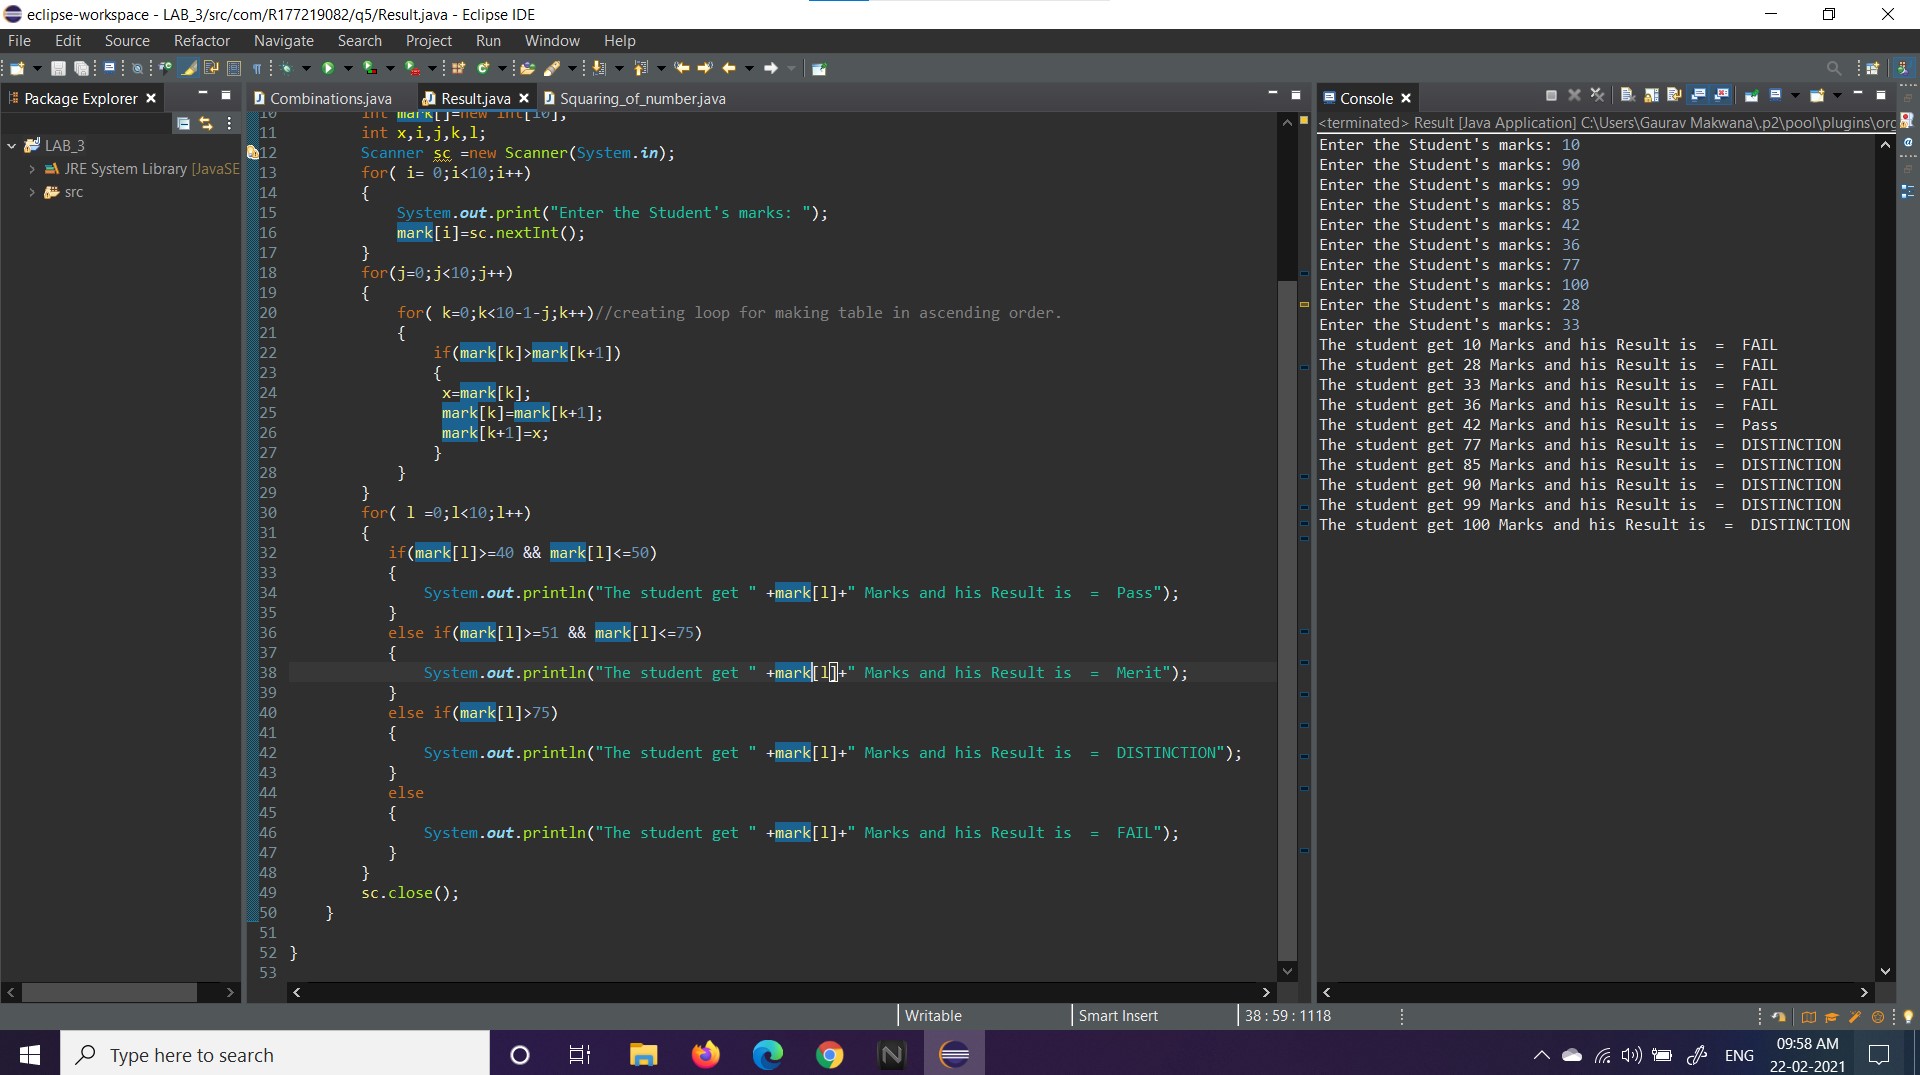 eclipse-workspace - LAB_3/src/com/R177219082/q5/Result.java - Eclipse IDE
File Edit Source Refactor Navigate Search Project Run Window Help
Package Explorer
LAB_3
JRE System Library [JavaSE
src
Combinations.java Result.java Squaring_of_number.java
10 int mark[]=new int[10];
11 int x,i,j,k,l;
12 Scanner sc =new Scanner(System.in);
13 for( i= 0;i<10;i++)
14 {
15 System.out.print("Enter the Student's marks: ");
16 mark[i]=sc.nextInt();
17 }
18 for(j=0;j<10;j++)
19 {
20 for( k=0;k<10-1-j;k++)//creating loop for making table in ascending order.
21 {
22 if(mark[k]>mark[k+1])
23 {
24 x=mark[k];
25 mark[k]=mark[k+1];
26 mark[k+1]=x;
27 }
28 }
29 }
30 for( l =0;l<10;l++)
31 {
32 if(mark[l]>=40 && mark[l]<=50)
33 {
34 System.out.println("The student get " +mark[l]+" Marks and his Result is  =  Pass");
35 }
36 else if(mark[l]>=51 && mark[l]<=75)
37 {
38 System.out.println("The student get " +mark[l]+" Marks and his Result is  =  Merit");
39 }
40 else if(mark[l]>75)
41 {
42 System.out.println("The student get " +mark[l]+" Marks and his Result is  =  DISTINCTION");
43 }
44 else
45 {
46 System.out.println("The student get " +mark[l]+" Marks and his Result is  =  FAIL");
47 }
48 }
49 sc.close();
50 }
51
52 }
53
Console
<terminated> Result [Java Application] C:\Users\Gaurav Makwana\.p2\pool\plugins\org
Enter the Student's marks: 10
Enter the Student's marks: 90
Enter the Student's marks: 99
Enter the Student's marks: 85
Enter the Student's marks: 42
Enter the Student's marks: 36
Enter the Student's marks: 77
Enter the Student's marks: 100
Enter the Student's marks: 28
Enter the Student's marks: 33
The student get 10 Marks and his Result is  =  FAIL
The student get 28 Marks and his Result is  =  FAIL
The student get 33 Marks and his Result is  =  FAIL
The student get 36 Marks and his Result is  =  FAIL
The student get 42 Marks and his Result is  =  Pass
The student get 77 Marks and his Result is  =  DISTINCTION
The student get 85 Marks and his Result is  =  DISTINCTION
The student get 90 Marks and his Result is  =  DISTINCTION
The student get 99 Marks and his Result is  =  DISTINCTION
The student get 100 Marks and his Result is  =  DISTINCTION
Writable Smart Insert 38 : 59 : 1118
Type here to search
ENG
09:58 AM
22-02-2021